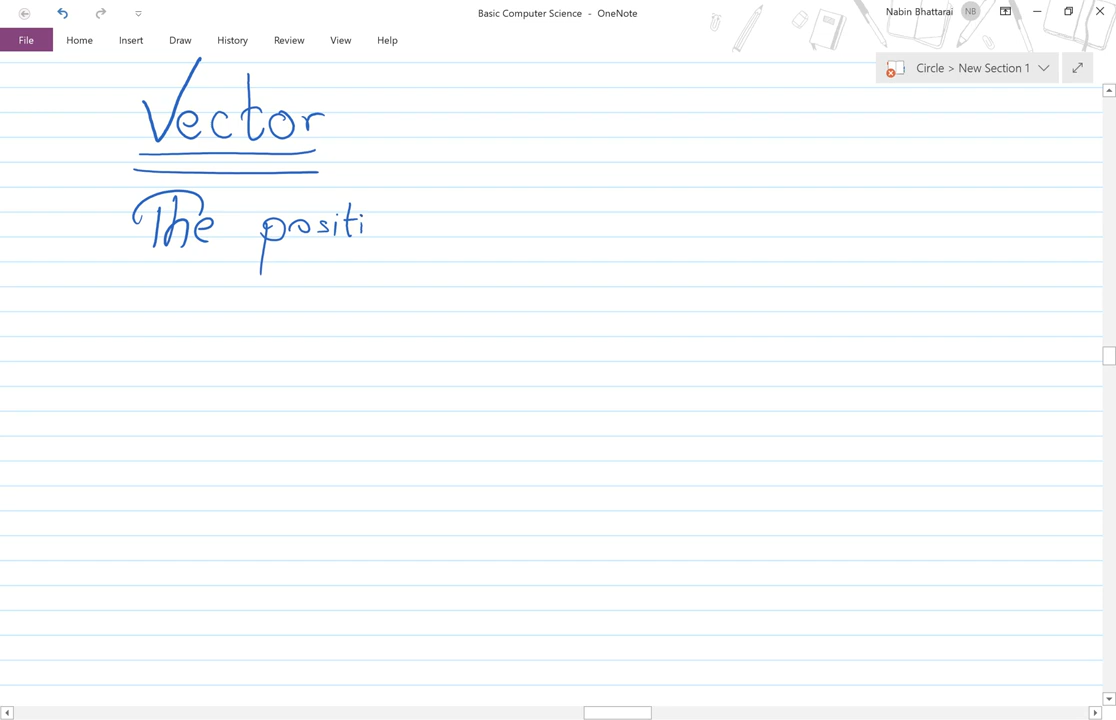 Basic Computer Science - OneNote
Nabin Bhattarai NB
File Home Insert Draw History Review View Help
Circle > New Section 1
Vector
The positi